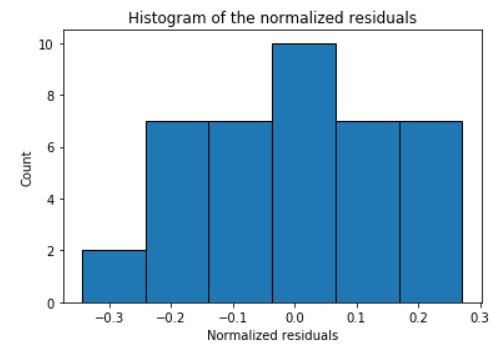 Histogram of the normalized residuals
10
8
6
4
2
0
Count
−0.3 −0.2 −0.1 0.0 0.1 0.2 0.3
Normalized residuals